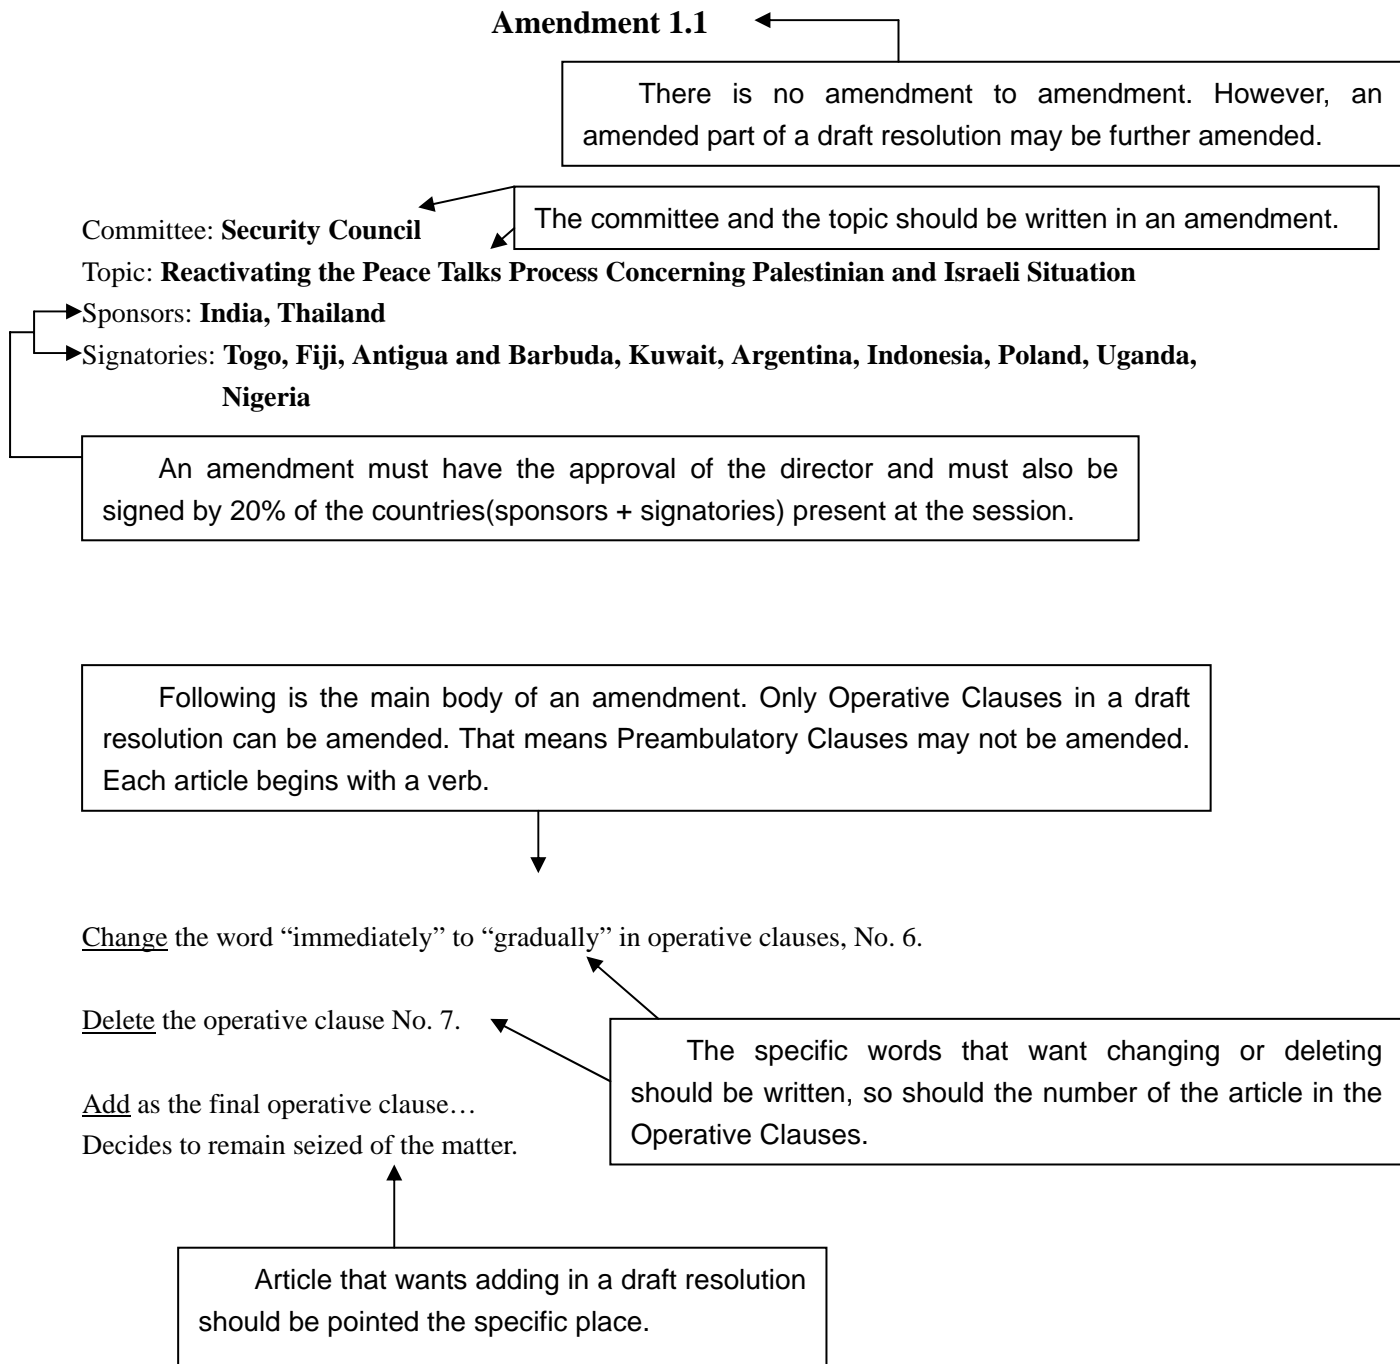 Amendment 1.1
There is no amendment to amendment. However, an
amended part of a draft resolution may be further amended.
The committee and the topic should be written in an amendment.
Committee: Security Council
Topic: Reactivating the Peace Talks Process Concerning Palestinian and Israeli Situation
Sponsors: India, Thailand
Signatories: Togo, Fiji, Antigua and Barbuda, Kuwait, Argentina, Indonesia, Poland, Uganda,
Nigeria
An amendment must have the approval of the director and must also be
signed by 20% of the countries(sponsors + signatories) present at the session.
Following is the main body of an amendment. Only Operative Clauses in a draft
resolution can be amended. That means Preambulatory Clauses may not be amended.
Each article begins with a verb.
Change the word “immediately” to “gradually” in operative clauses, No. 6.
Delete the operative clause No. 7.
The specific words that want changing or deleting
should be written, so should the number of the article in the
Operative Clauses.
Add as the final operative clause…
Decides to remain seized of the matter.
Article that wants adding in a draft resolution
should be pointed the specific place.